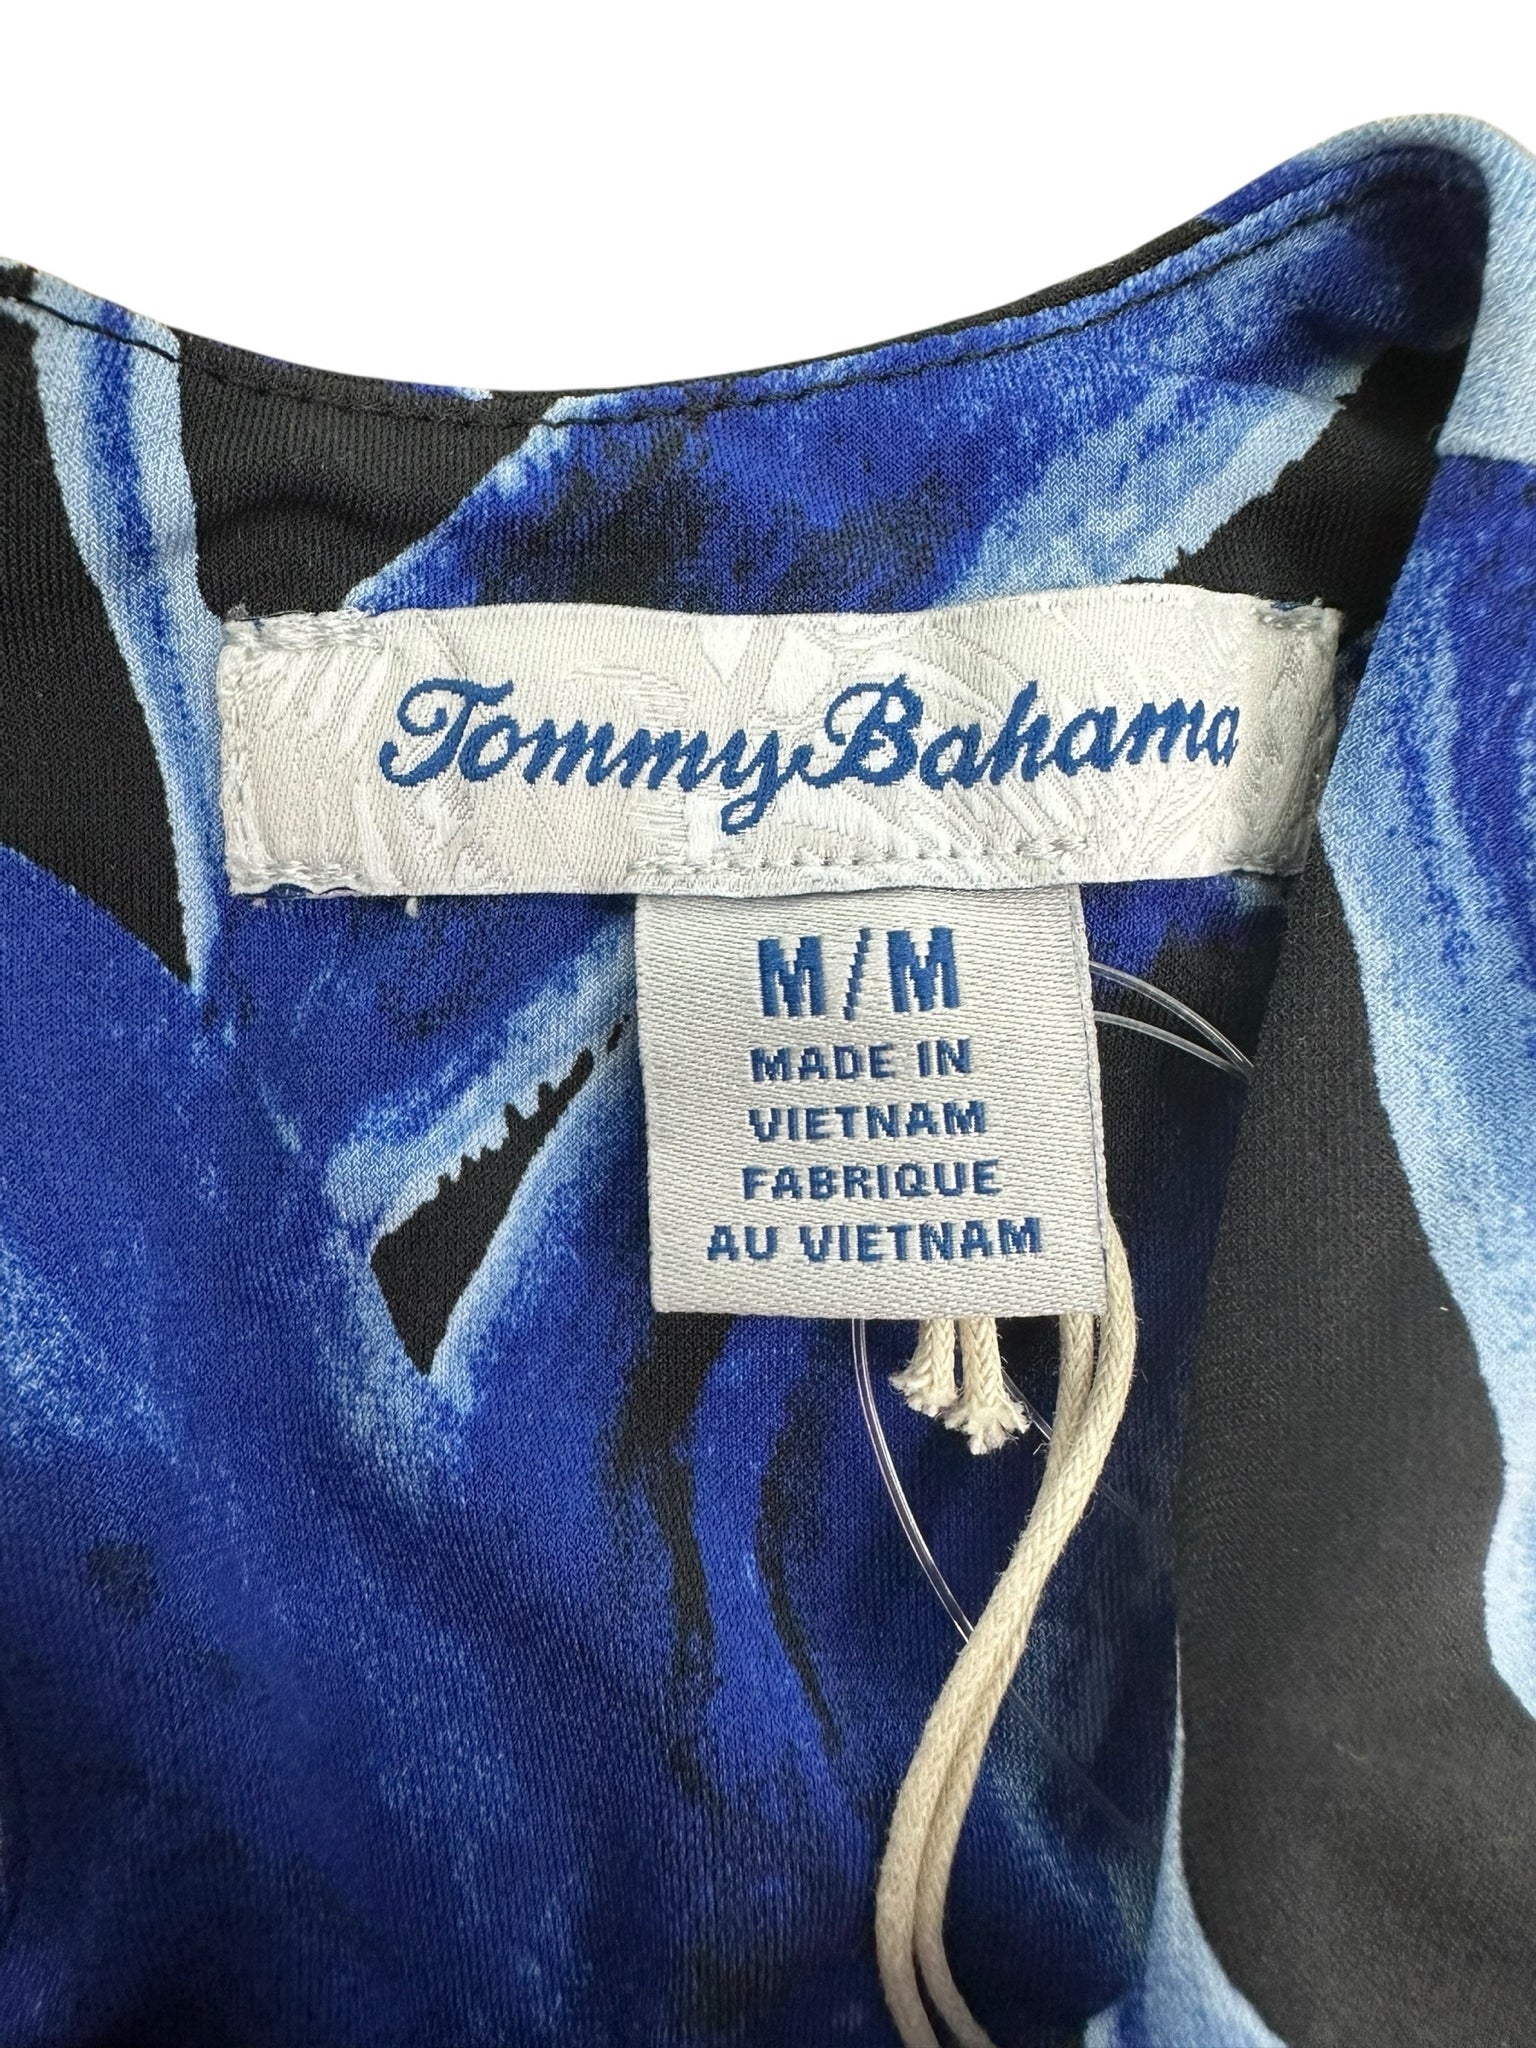 Tommy Bahama
M/M
MADE IN
VIETNAM
FABRIQUE
AU VIETNAM